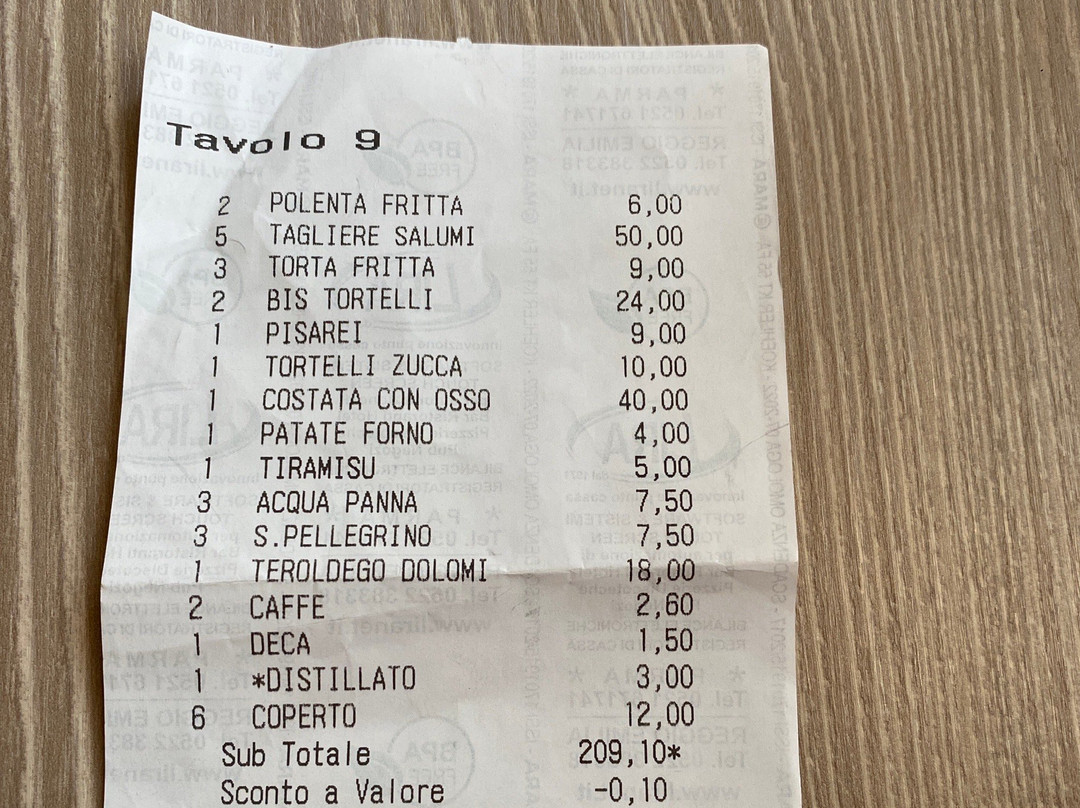 Tavolo 9
2 POLENTA FRITTA 6,00
5 TAGLIERE SALUMI 50,00
3 TORTA FRITTA 9,00
2 BIS TORTELLI 24,00
1 PISAREI 9,00
1 TORTELLI ZUCCA 10,00
1 COSTATA CON OSSO 40,00
1 PATATE FORNO 4,00
1 TIRAMISU 5,00
3 ACQUA PANNA 7,50
3 S.PELLEGRINO 7,50
1 TEROLDEGO DOLOMI 18,00
2 CAFFE 2,60
1 DECA 1,50
1 *DISTILLATO 3,00
6 COPERTO 12,00
Sub Totale 209,10*
Sconto a Valore -0,10